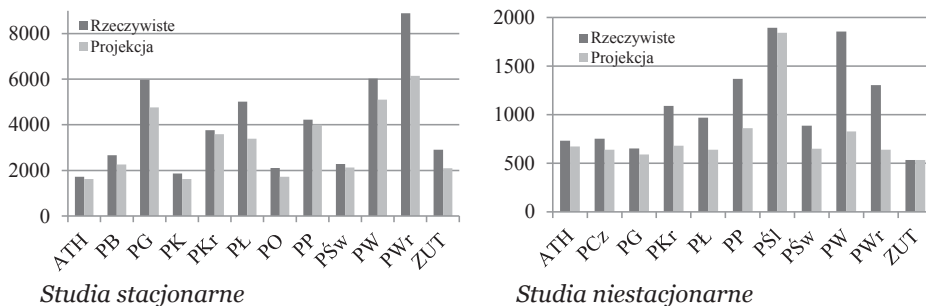 Rzeczywiste
Projekcja
8000
6000
4000
2000
0
ATH PB PG PK PKr PŁ PO PP PŚw PW PWr ZUT
Studia stacjonarne
2000
Rzeczywiste
Projekcja
1500
1000
500
0
ATH PCz PG PKr PŁ PP PŚl PŚw PW PWr ZUT
Studia niestacjonarne